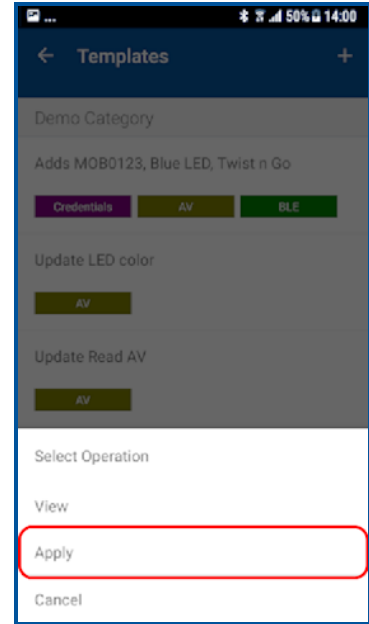 ... 50% 14:00
← Templates +
Demo Category
Adds MOB0123, Blue LED, Twist n Go
Credentials AV BLE
Update LED color
AV
Update Read AV
AV
Select Operation
View
Apply
Cancel